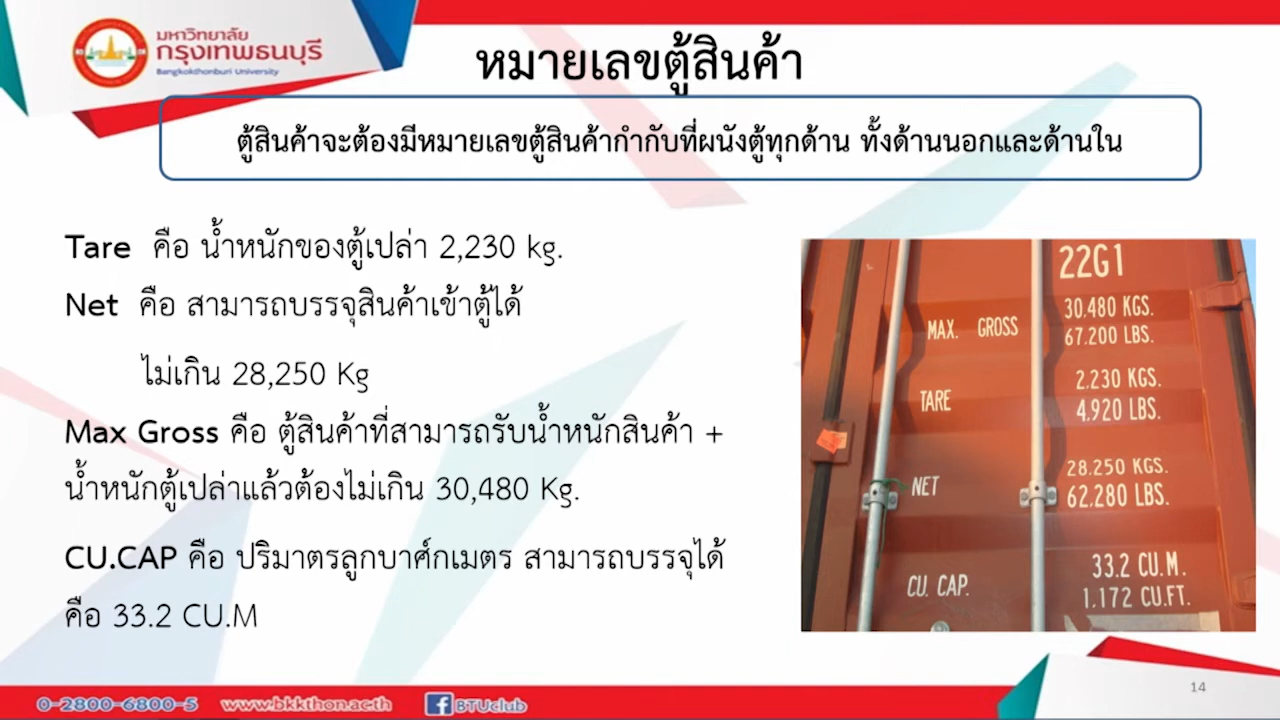 มหาวิทยาลัย
กรุงเทพธนบุรี
Bangkokthonburi University
หมายเลขตู้สินค้า
ตู้สินค้าจะต้องมีหมายเลขตู้สินค้ากำกับที่ผนังตู้ทุกด้าน ทั้งด้านนอกและด้านใน
Tare คือ น้ำหนักของตู้เปล่า 2,230 kg.
Net คือ สามารถบรรจุสินค้าเข้าตู้ได้
ไม่เกิน 28,250 Kg
Max Gross คือ ตู้สินค้าที่สามารถรับน้ำหนักสินค้า +
น้ำหนักตู้เปล่าแล้วต้องไม่เกิน 30,480 Kg.
CU.CAP คือ ปริมาตรลูกบาศ์กเมตร สามารถบรรจุได้
คือ 33.2 CU.M
22G1
MAX. GROSS 30.480 KGS.
67.200 LBS.
TARE 2.230 KGS.
4.920 LBS.
NET 28.250 KGS.
62.280 LBS.
CU. CAP. 33.2 CU.M.
1.172 CU.FT.
0-2800-6800-5 www.bkkthon.ac.th f BTUclub
14